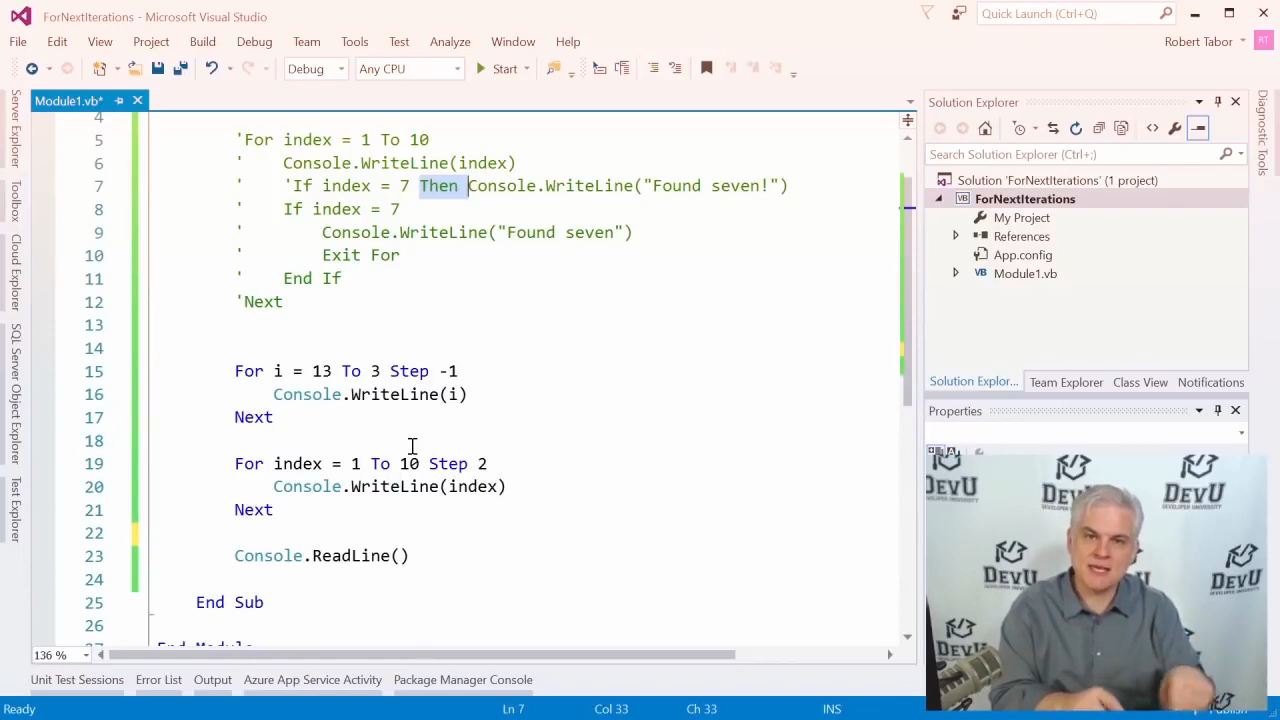 ForNextIterations - Microsoft Visual Studio
Quick Launch (Ctrl+Q)
File Edit View Project Build Debug Team Tools Test Analyze Window Help
Robert Tabor RT
Debug Any CPU Start
Module1.vb*
Server Explorer
Toolbox
Cloud Explorer
SQL Server Object Explorer
Test Explorer
4
5 'For index = 1 To 10
6 ' Console.WriteLine(index)
7 ' 'If index = 7 Then Console.WriteLine("Found seven!")
8 ' If index = 7
9 ' Console.WriteLine("Found seven")
10 ' Exit For
11 ' End If
12 'Next
13
14
15 For i = 13 To 3 Step -1
16 Console.WriteLine(i)
17 Next
18
19 For index = 1 To 10 Step 2
20 Console.WriteLine(index)
21 Next
22
23 Console.ReadLine()
24
25 End Sub
26
27 End Module
136 %
Solution Explorer
Search Solution Explorer (Ctrl+;)
Solution 'ForNextIterations' (1 project)
VB ForNextIterations
My Project
References
App.config
VB Module1.vb
Solution Explor... Team Explorer Class View Notifications
Properties
Diagnostic Tools
DEVU
DEVELOPER UNIVERSITY
DEVU
DEVU
DEVU
Unit Test Sessions Error List Output Azure App Service Activity Package Manager Console
Ready Ln 7 Col 33 Ch 33 INS